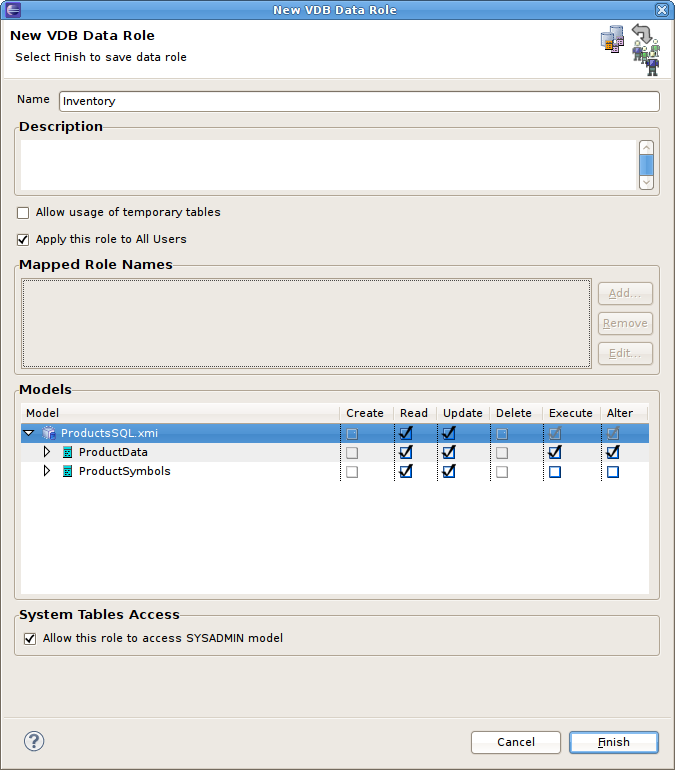 New VDB Data Role
New VDB Data Role
Select Finish to save data role
Name Inventory
Description
Allow usage of temporary tables
Apply this role to All Users
Mapped Role Names
Add...
Remove
Edit...
Models
Model Create Read Update Delete Execute Alter
ProductsSQL.xmi
ProductData
ProductSymbols
System Tables Access
Allow this role to access SYSADMIN model
? Cancel Finish